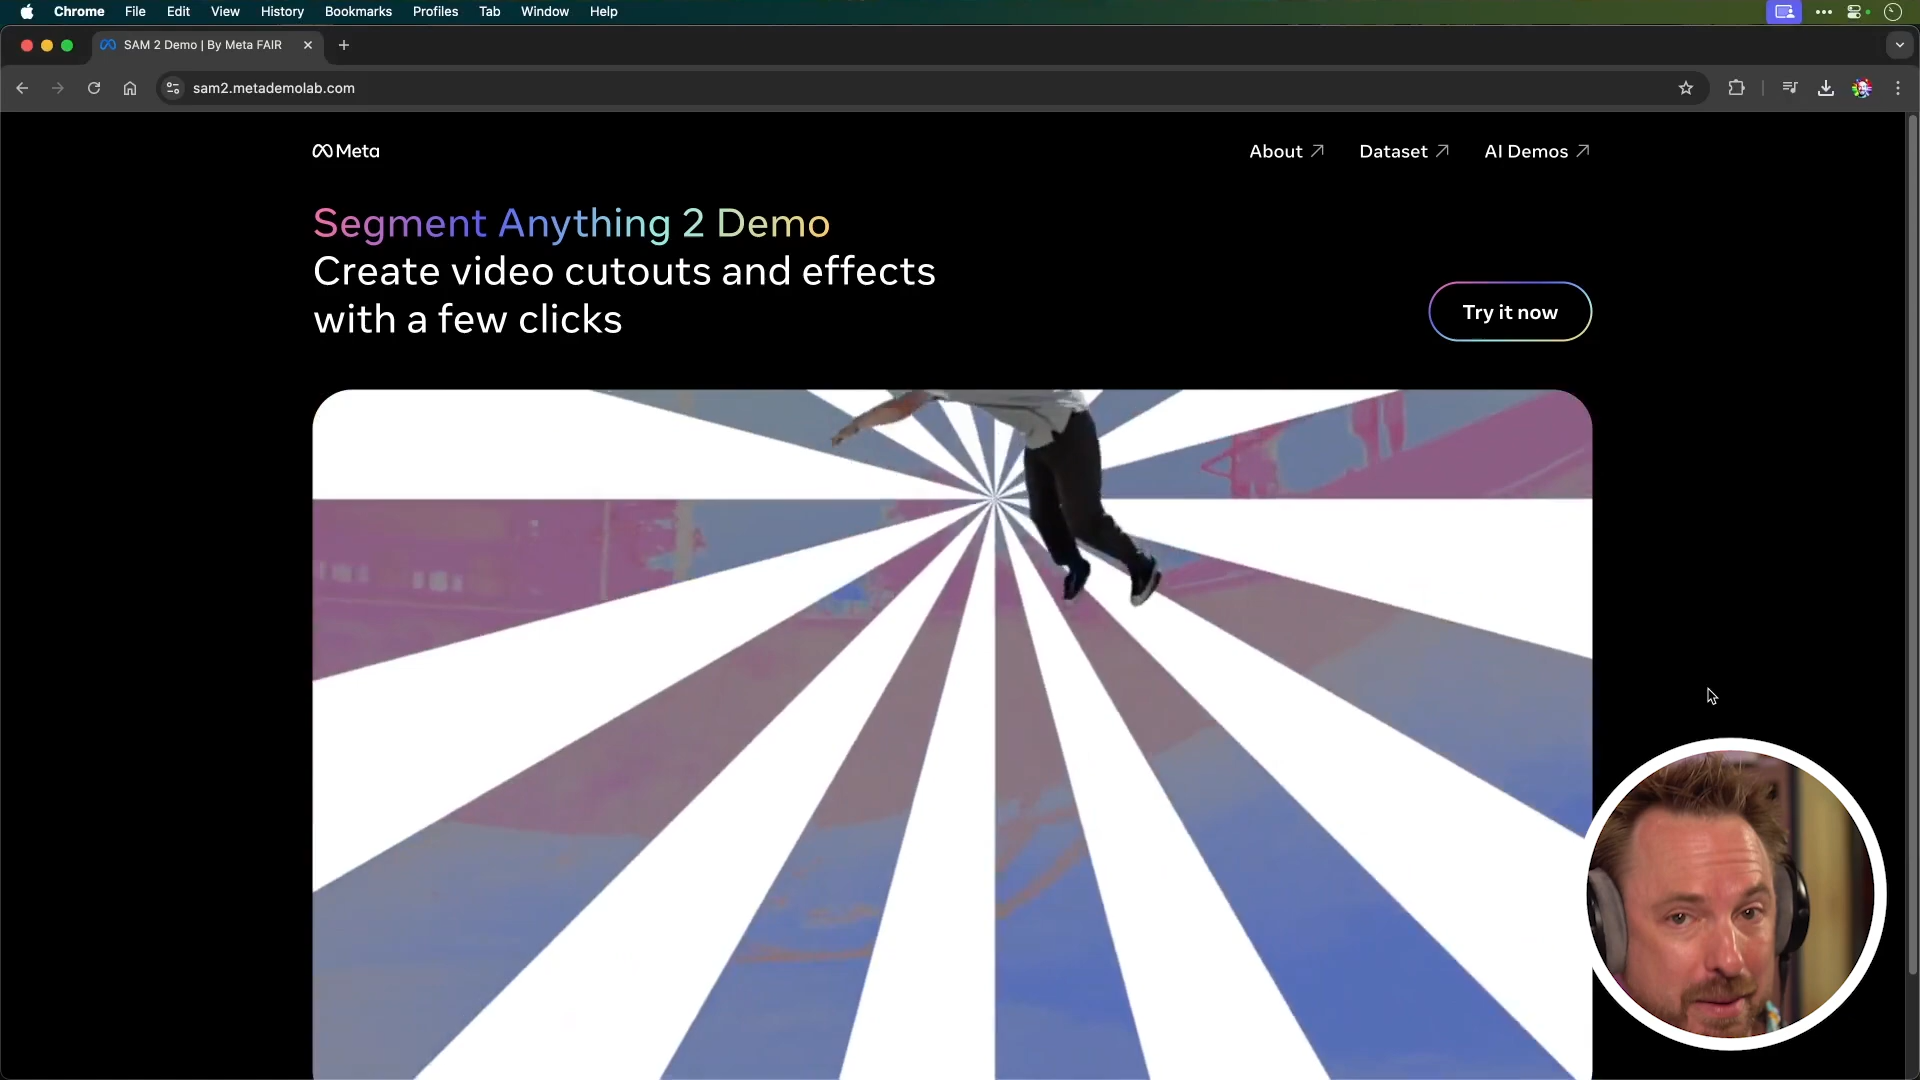 Chrome File Edit View History Bookmarks Profiles Tab Window Help
SAM 2 Demo | By Meta FAIR
sam2.metademolab.com
Meta
About Dataset AI Demos
Segment Anything 2 Demo
Create video cutouts and effects
with a few clicks
Try it now